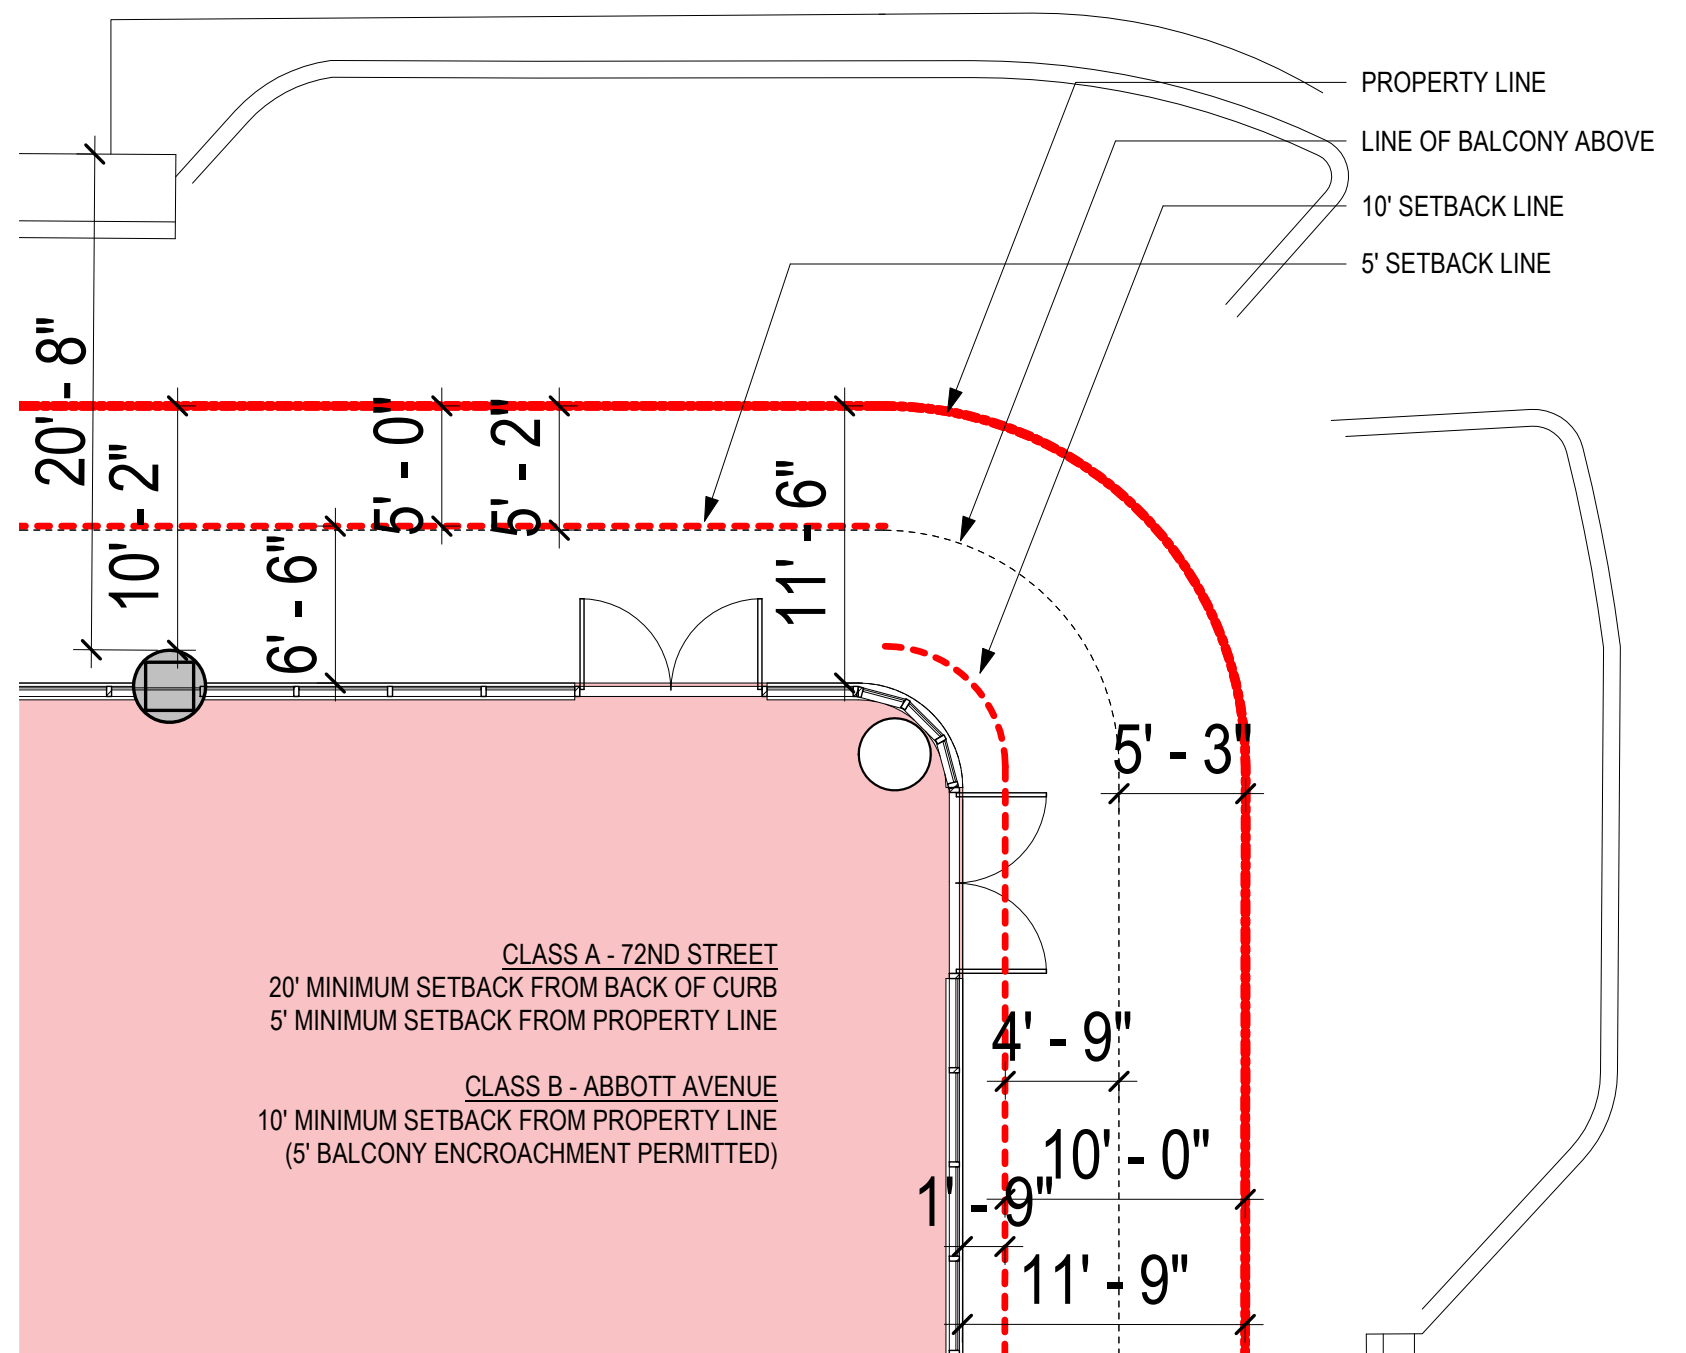 PROPERTY LINE
LINE OF BALCONY ABOVE
10' SETBACK LINE
5' SETBACK LINE
20' - 8"
10' - 2"
5' - 0"
5' - 2"
11' - 6"
6' - 6"
5' - 3"
CLASS A - 72ND STREET
20' MINIMUM SETBACK FROM BACK OF CURB
5' MINIMUM SETBACK FROM PROPERTY LINE
4' - 9"
CLASS B - ABBOTT AVENUE
10' MINIMUM SETBACK FROM PROPERTY LINE
(5' BALCONY ENCROACHMENT PERMITTED)
10' - 0"
1' - 9"
11' - 9"